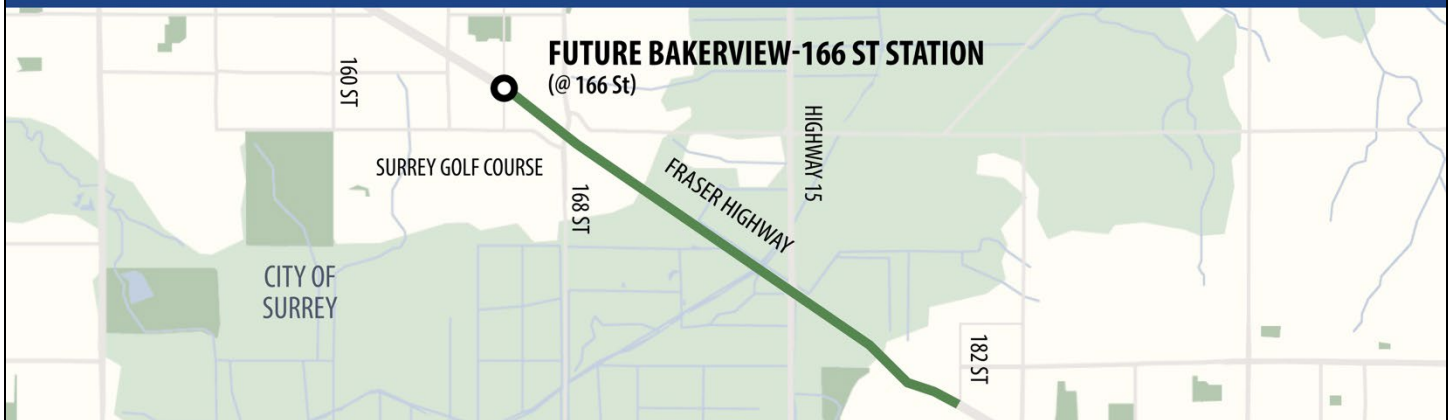 FUTURE BAKERVIEW-166 ST STATION
(@ 166 St)
160 ST
HIGHWAY 15
SURREY GOLF COURSE
168 ST
FRASER HIGHWAY
CITY OF
SURREY
182 ST